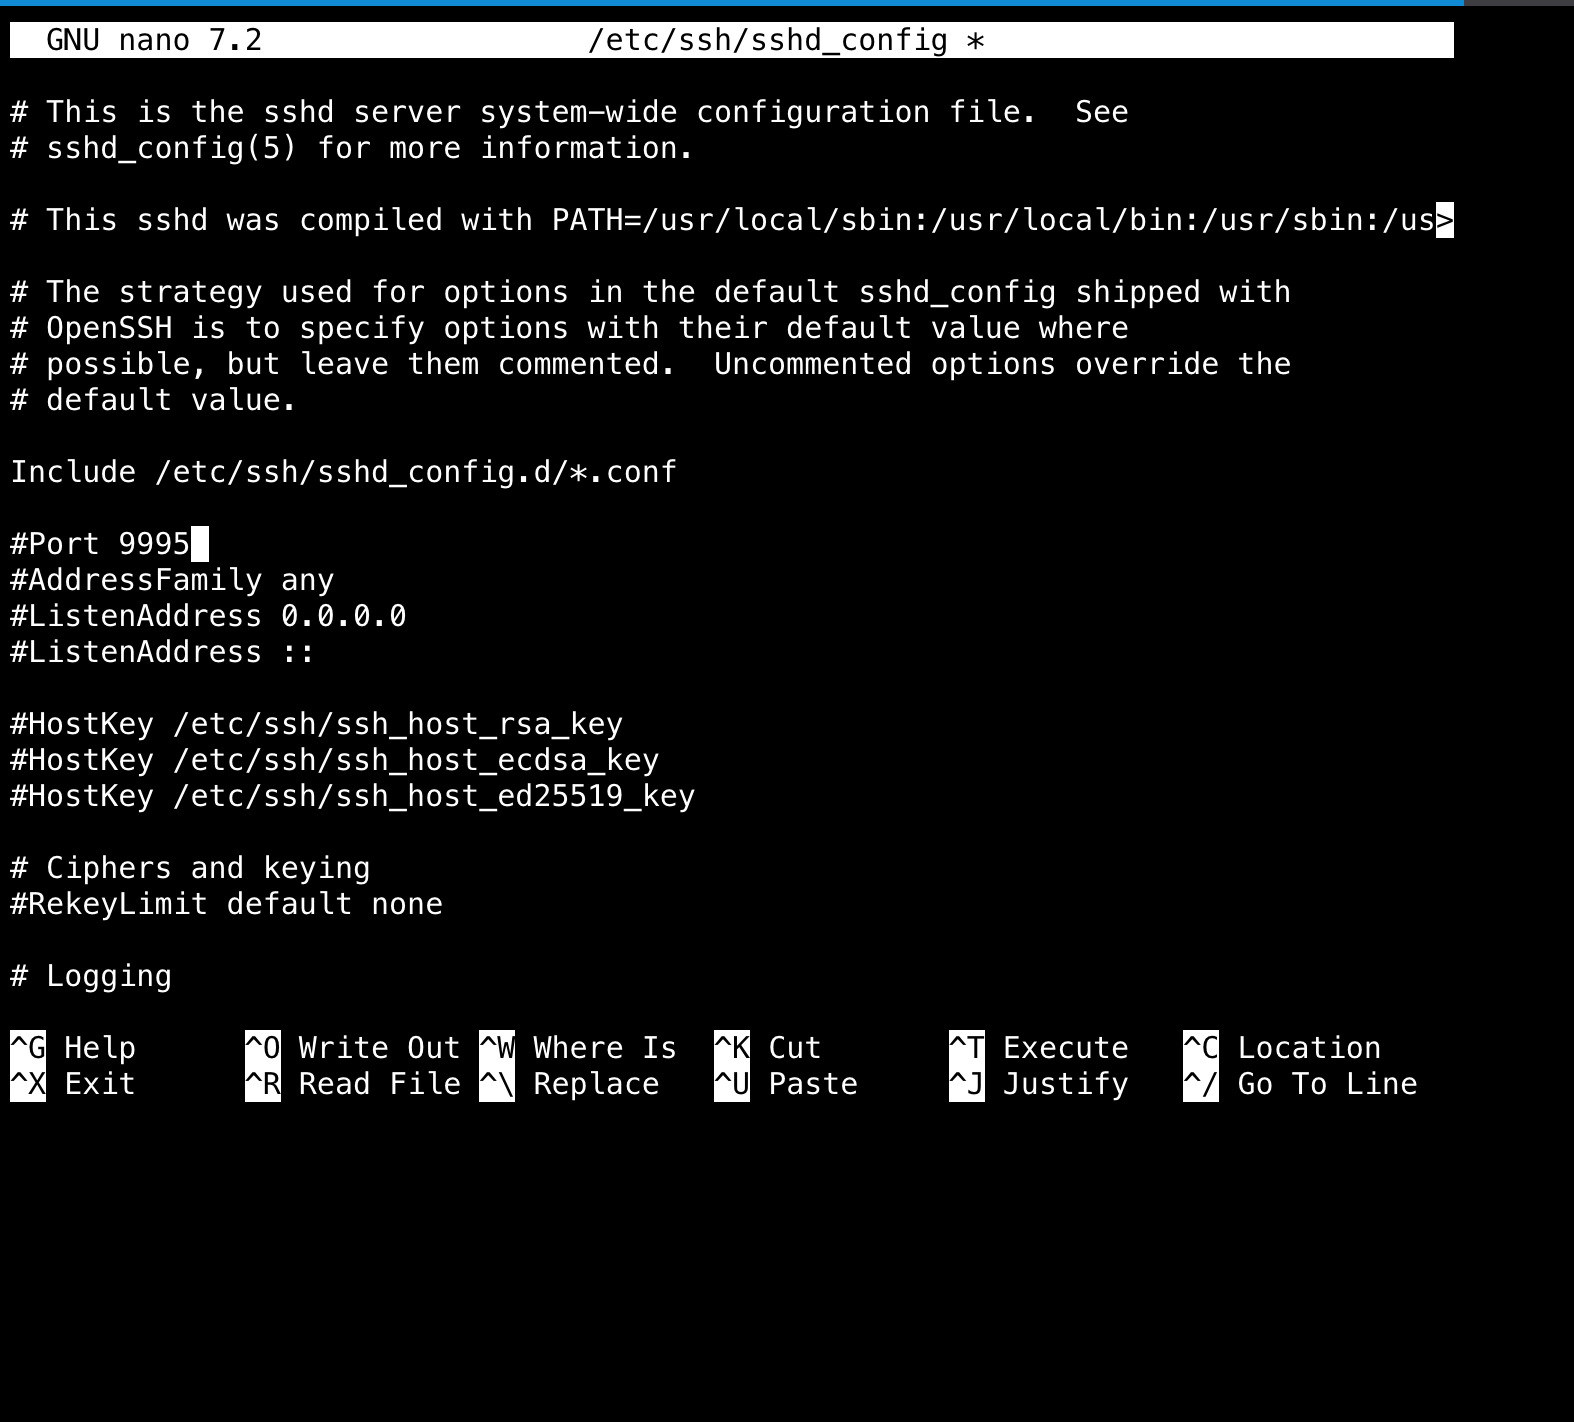 GNU nano 7.2 /etc/ssh/sshd_config *
# This is the sshd server system-wide configuration file.  See
# sshd_config(5) for more information.
# This sshd was compiled with PATH=/usr/local/sbin:/usr/local/bin:/usr/sbin:/us>
# The strategy used for options in the default sshd_config shipped with
# OpenSSH is to specify options with their default value where
# possible, but leave them commented.  Uncommented options override the
# default value.
Include /etc/ssh/sshd_config.d/*.conf
#Port 9995
#AddressFamily any
#ListenAddress 0.0.0.0
#ListenAddress ::
#HostKey /etc/ssh/ssh_host_rsa_key
#HostKey /etc/ssh/ssh_host_ecdsa_key
#HostKey /etc/ssh/ssh_host_ed25519_key
# Ciphers and keying
#RekeyLimit default none
# Logging
^G Help ^O Write Out ^W Where Is ^K Cut ^T Execute ^C Location
^X Exit ^R Read File ^\ Replace ^U Paste ^J Justify ^/ Go To Line